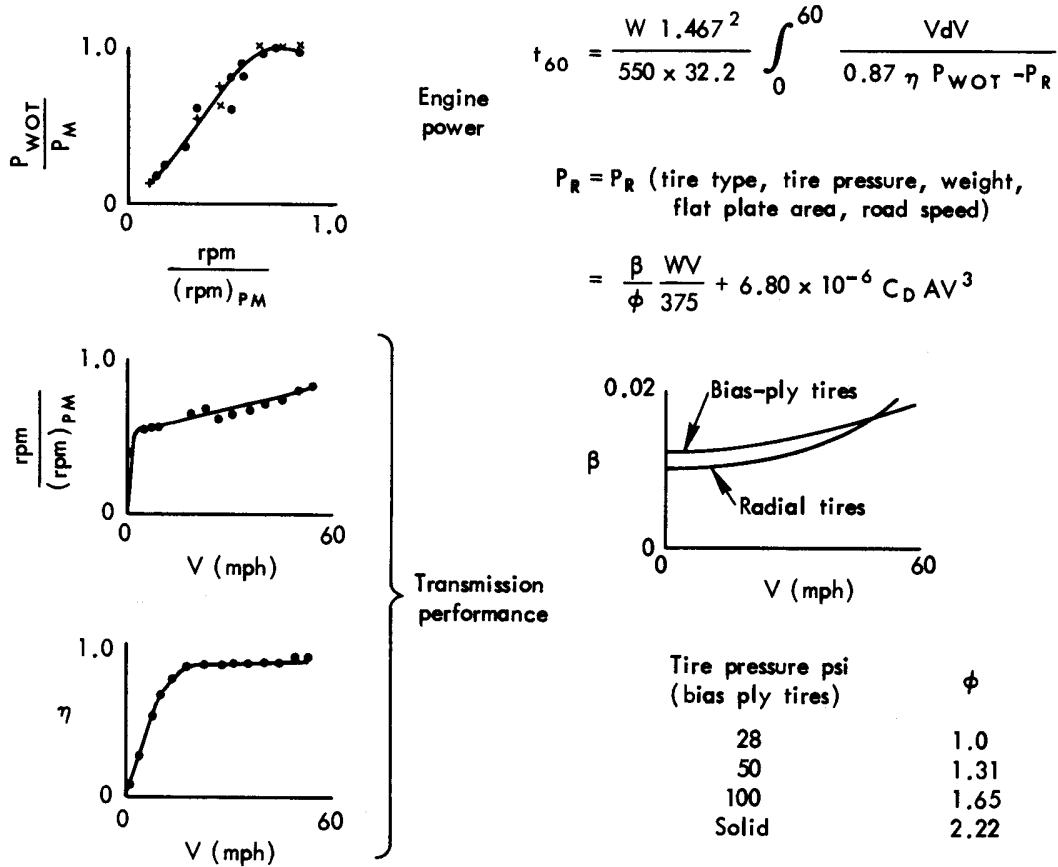 1.0
P_WOT / P_M
0
0
1.0
rpm / (rpm)_PM
Engine
power
t_60 = W 1.467^2 / 550 x 32.2 ∫_0^60 VdV / 0.87 η P_WOT -P_R
P_R = P_R (tire type, tire pressure, weight,
flat plate area, road speed)
= β/φ WV/375 + 6.80 x 10^-6 C_D AV^3
1.0
rpm / (rpm)_PM
0
0
60
V (mph)
1.0
η
0
0
60
V (mph)
Transmission
performance
0.02
Bias-ply tires
β
Radial tires
0
0
60
V (mph)
Tire pressure psi
(bias ply tires)
φ
28 1.0
50 1.31
100 1.65
Solid 2.22